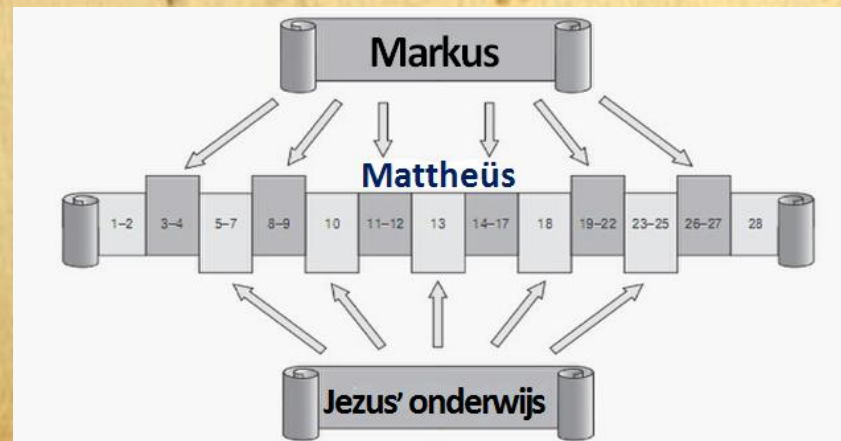 Markus
Mattheüs
1–2 3–4 5–7 8–9 10 11–12 13 14–17 18 19–22 23–25 26–27 28
Jezus' onderwijs